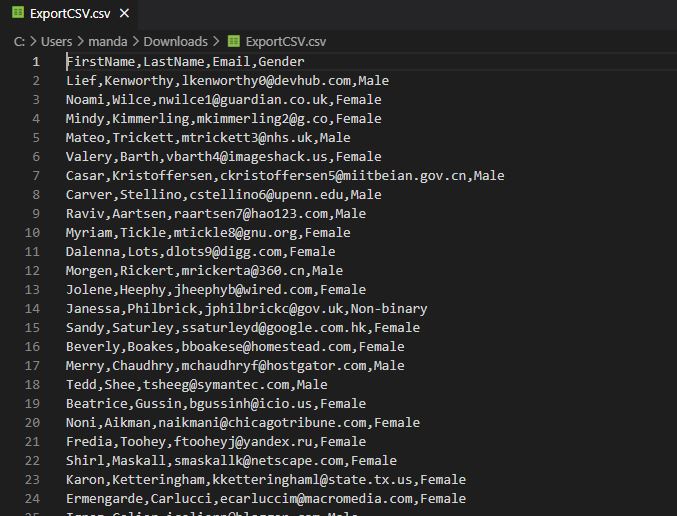 ExportCSV.csv ×
C: > Users > manda > Downloads > ExportCSV.csv
1 FirstName,LastName,Email,Gender
2 Lief,Kenworthy,lkenworthy0@devhub.com,Male
3 Noami,Wilce,nwilce1@guardian.co.uk,Female
4 Mindy,Kimmerling,mkimmerling2@g.co,Female
5 Mateo,Trickett,mtrickett3@nhs.uk,Male
6 Valery,Barth,vbarth4@imageshack.us,Female
7 Casar,Kristoffersen,ckristoffersen5@miitbeian.gov.cn,Male
8 Carver,Stellino,cstellino6@upenn.edu,Male
9 Raviv,Aartsen,raartsen7@hao123.com,Male
10 Myriam,Tickle,mtickle8@gnu.org,Female
11 Dalenna,Lots,dlots9@digg.com,Female
12 Morgen,Rickert,mrickerta@360.cn,Male
13 Jolene,Heephy,jheephyb@wired.com,Female
14 Janessa,Philbrick,jphilbrickc@gov.uk,Non-binary
15 Sandy,Saturley,ssaturleyd@google.com.hk,Female
16 Beverly,Boakes,bboakese@homestead.com,Female
17 Merry,Chaudhry,mchaudhryf@hostgator.com,Male
18 Tedd,Shee,tsheeg@symantec.com,Male
19 Beatrice,Gussin,bgussinh@icio.us,Female
20 Noni,Aikman,naikmani@chicagotribune.com,Female
21 Fredia,Toohey,ftooheyj@yandex.ru,Female
22 Shirl,Maskall,smaskallk@netscape.com,Female
23 Karon,Ketteringham,kketteringhaml@state.tx.us,Female
24 Ermengarde,Carlucci,ecarluccim@macromedia.com,Female